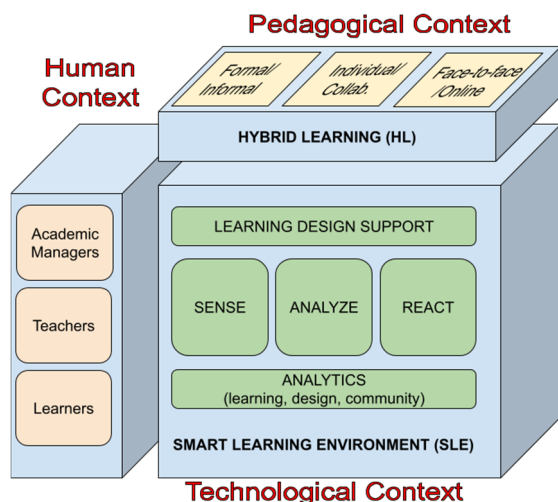 Pedagogical Context
Human
Context
Formal/
Informal
Individual/
Collab.
Face-to-face
/Online
HYBRID LEARNING (HL)
Academic
Managers
Teachers
Learners
LEARNING DESIGN SUPPORT
SENSE
ANALYZE
REACT
ANALYTICS
(learning, design, community)
SMART LEARNING ENVIRONMENT (SLE)
Technological Context